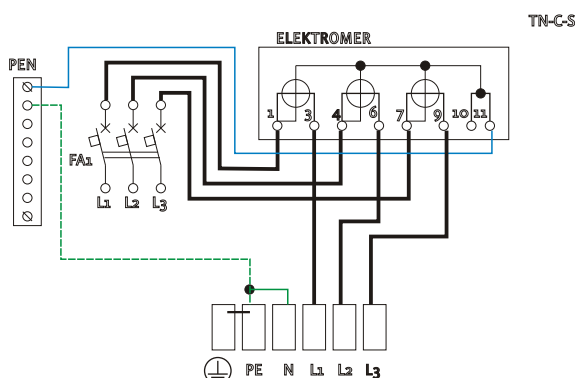 TN-C-S
ELEKTROMER
PEN
1 3 4 6 7 9 10 11
FA1
L1 L2 L3
PE N L1 L2 L3